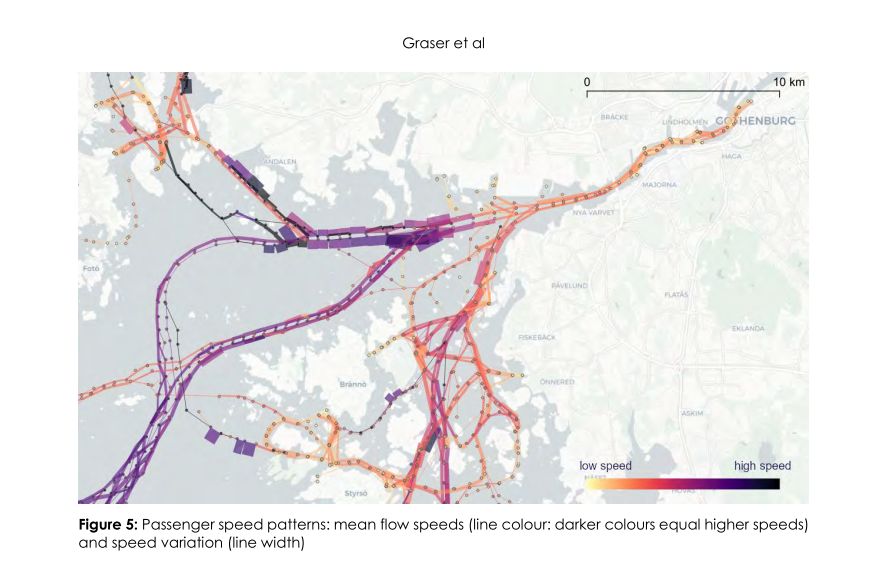 Graser et al
0 10 km
BRÄCKE
LINDHOLMEN
GOTHENBURG
HAGA
MAJORNA
NYA VARVET
Fotö
PÄVELUND
FLATÅS
FISKEBÄCK
EKLANDA
Brännö
ÖNNERED
ASKIM
low speed high speed
Styrsö
HOVÅS
Figure 5: Passenger speed patterns: mean flow speeds (line colour: darker colours equal higher speeds)
and speed variation (line width)